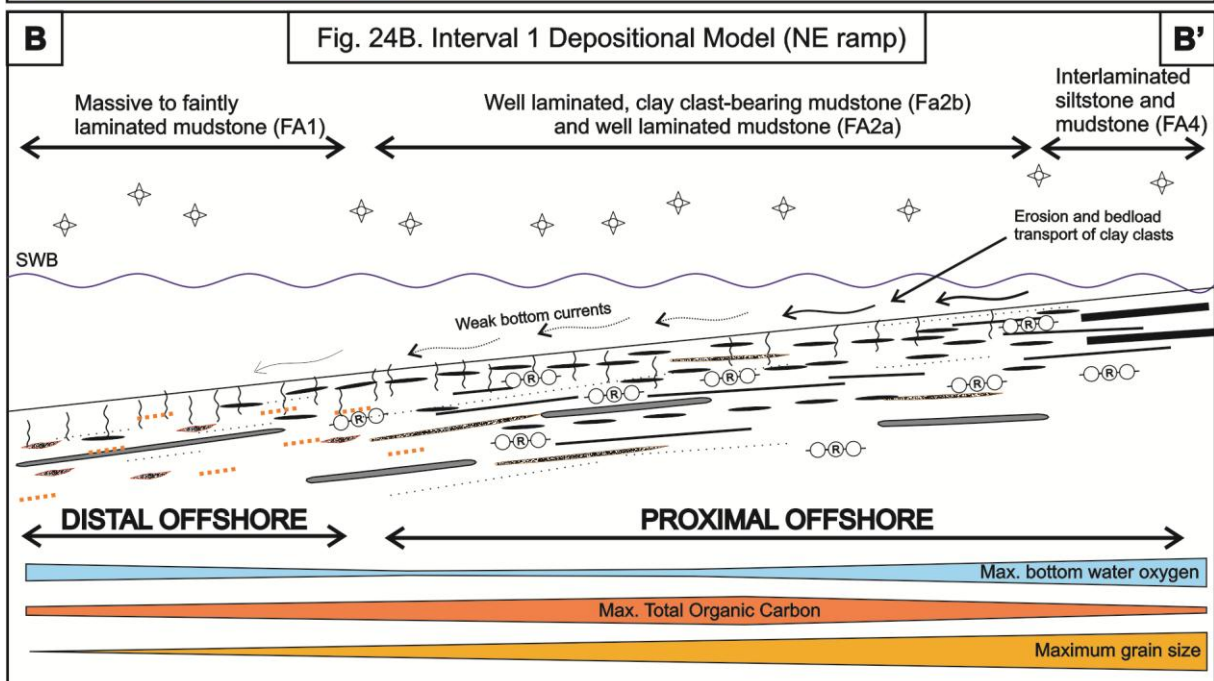 B
Fig. 24B. Interval 1 Depositional Model (NE ramp)
B'
Massive to faintly
laminated mudstone (FA1)
Well laminated, clay clast-bearing mudstone (Fa2b)
and well laminated mudstone (FA2a)
Interlaminated
siltstone and
mudstone (FA4)
Erosion and bedload
transport of clay clasts
SWB
Weak bottom currents
R
R
R
R
R
R
R
R
R
DISTAL OFFSHORE
PROXIMAL OFFSHORE
Max. bottom water oxygen
Max. Total Organic Carbon
Maximum grain size